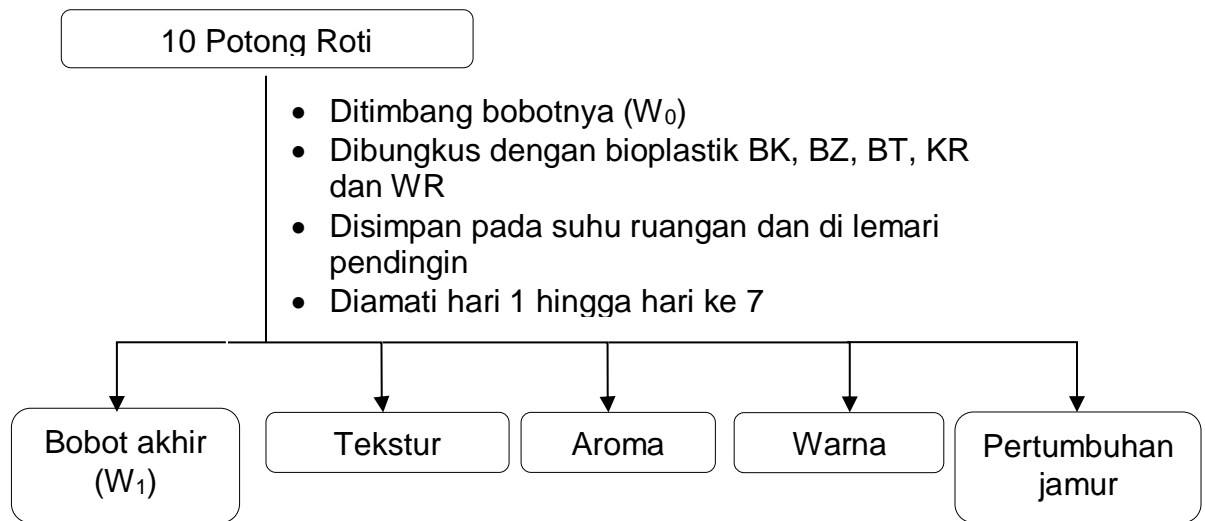 10 Potong Roti
• Ditimbang bobotnya (W₀)
• Dibungkus dengan bioplastik BK, BZ, BT, KR
dan WR
• Disimpan pada suhu ruangan dan di lemari
pendingin
• Diamati hari 1 hingga hari ke 7
Bobot akhir
(W₁)
Tekstur
Aroma
Warna
Pertumbuhan
jamur